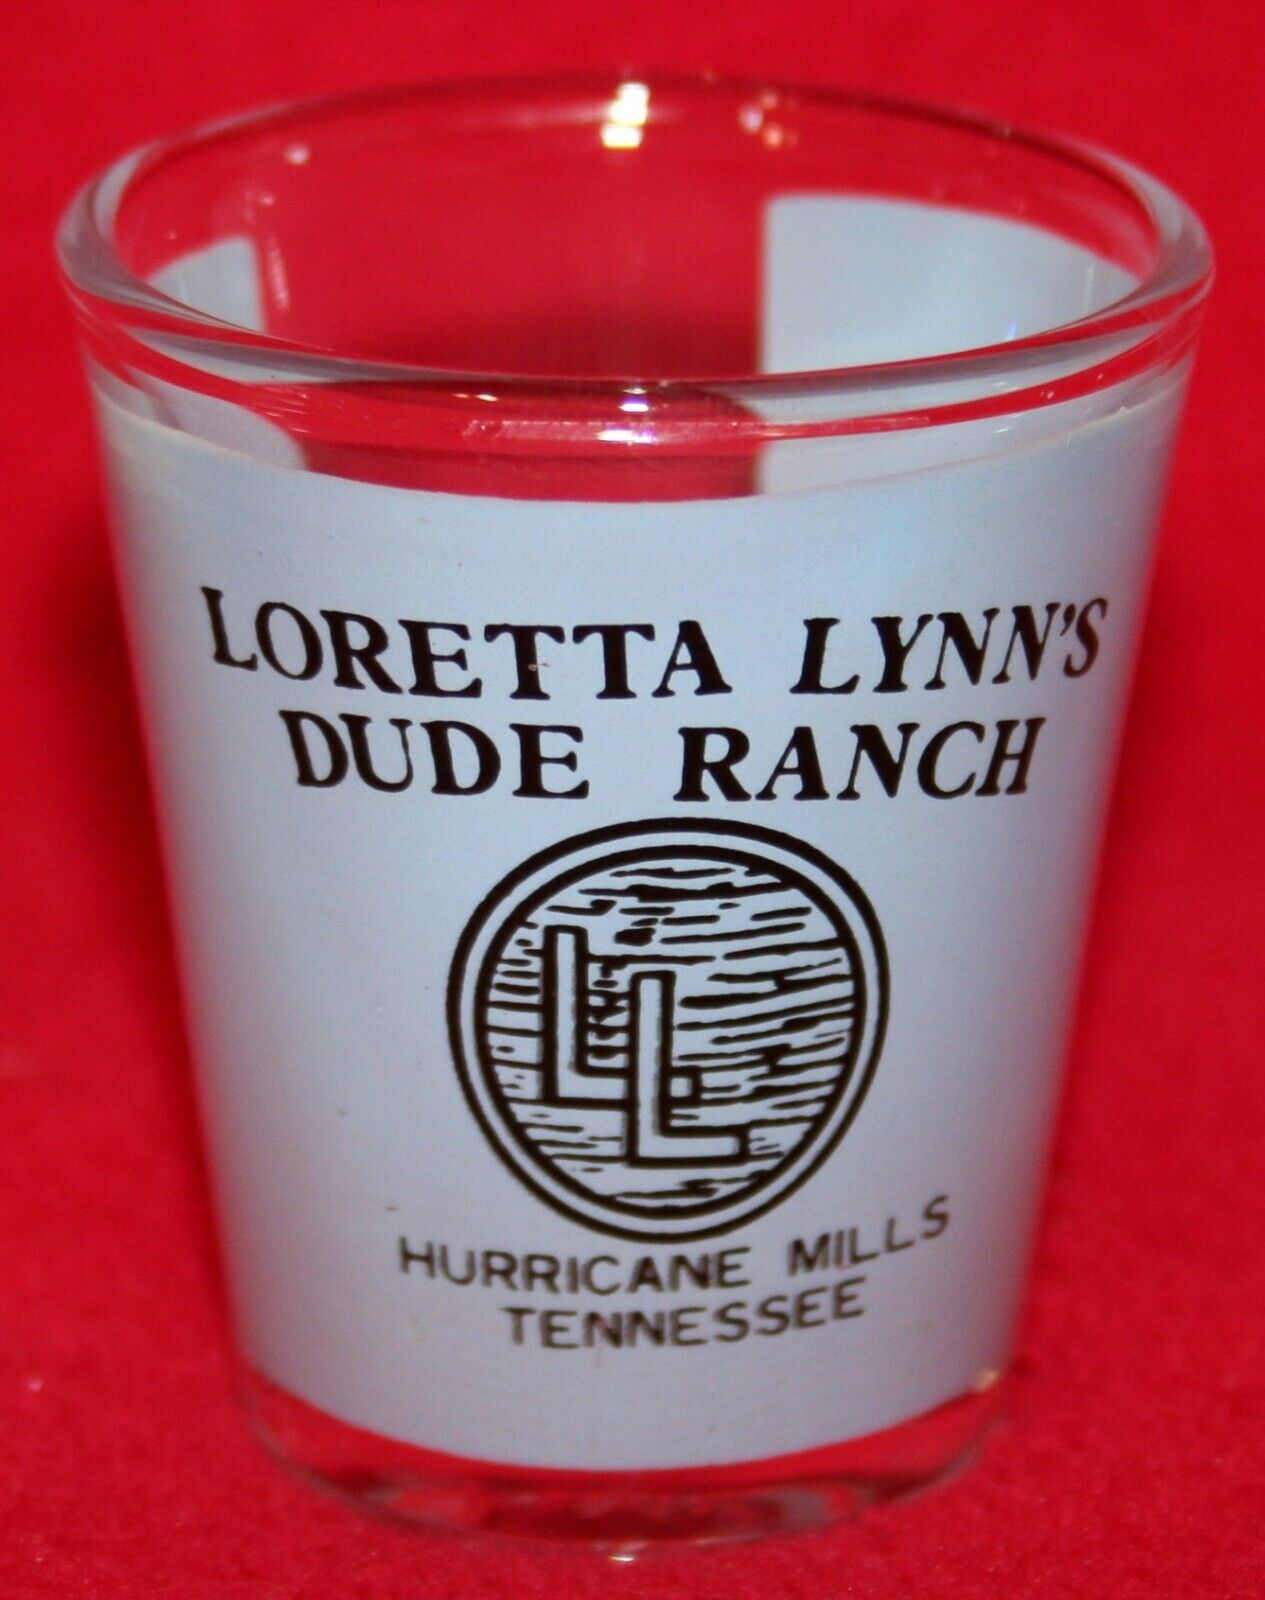 LORETTA LYNN'S
DUDE RANCH
LL
HURRICANE MILLS
TENNESSEE